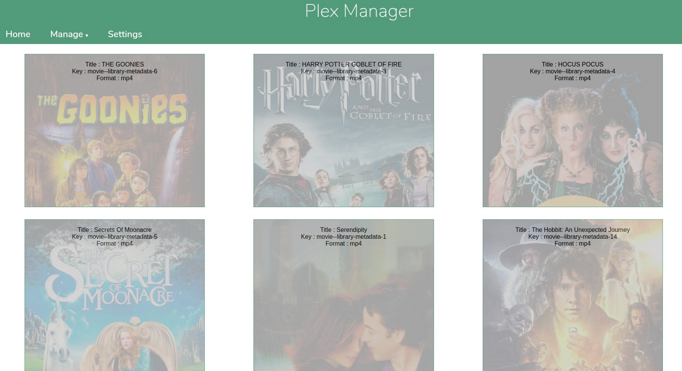 Plex Manager
Home Manage ▾ Settings
Title : THE GOONIES
Key : movie--library-metadata-6
Format : mp4
THE GOONIES
Title : HARRY POTTER GOBLET OF FIRE
Key : movie--library-metadata-3
Format : mp4
Harry Potter
AND THE
GOBLET OF FIRE
Title : HOCUS POCUS
Key : movie--library-metadata-4
Format : mp4
Title : Secrets Of Moonacre
Key : movie--library-metadata-5
Format : mp4
SECRET
OF
MOONACRE
Title : Serendipity
Key : movie--library-metadata-1
Format : mp4
Title : The Hobbit: An Unexpected Journey
Key : movie--library-metadata-14
Format : mp4